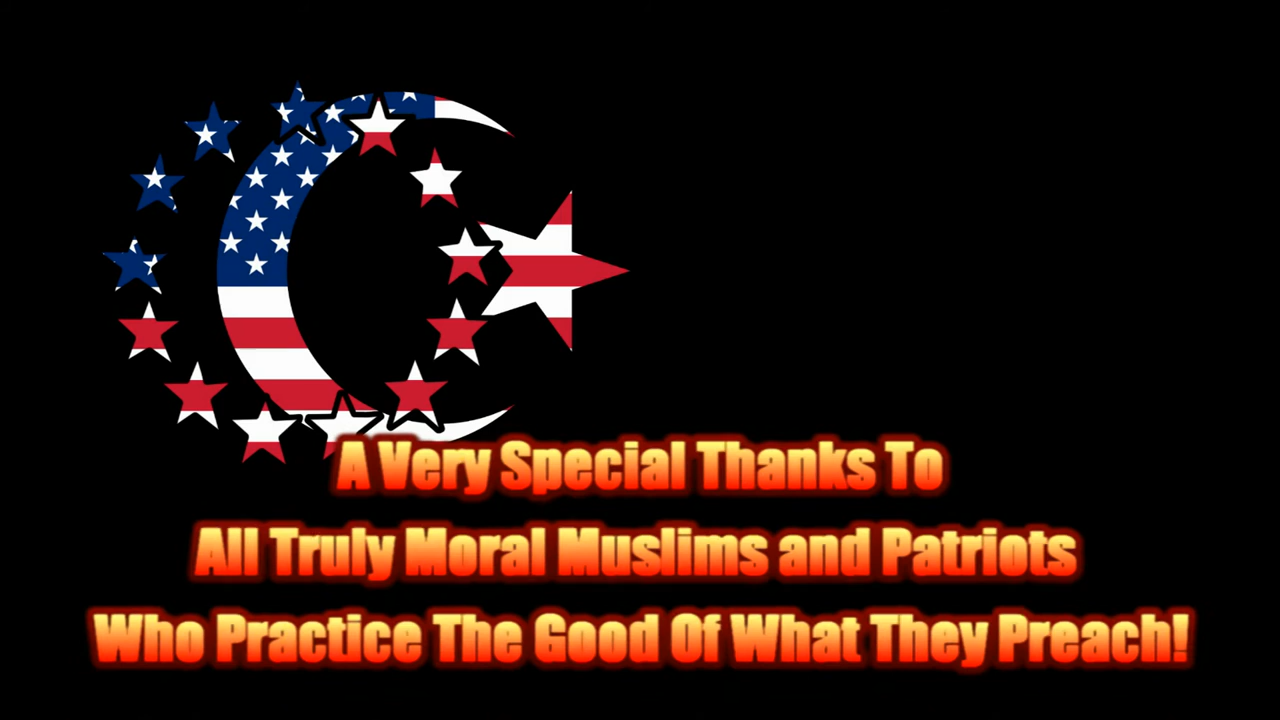 A Very Special Thanks To
All Truly Moral Muslims and Patriots
Who Practice The Good Of What They Preach!